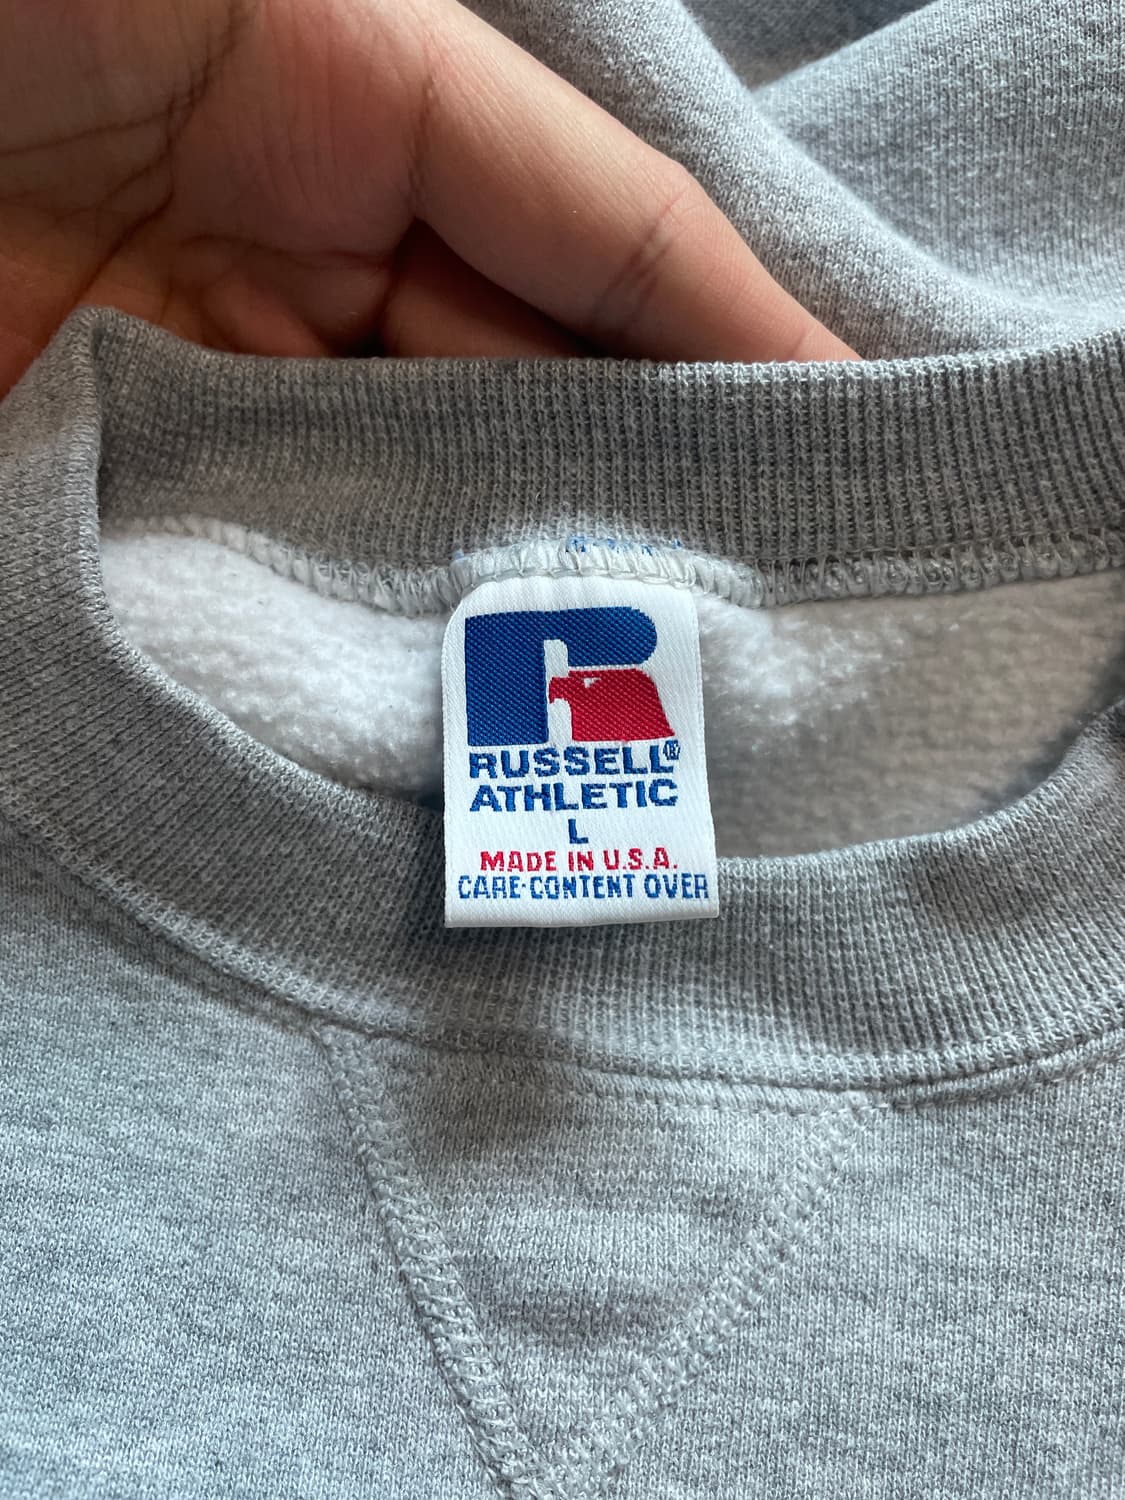 RUSSELL®
ATHLETIC
L
MADE IN U.S.A.
CARE-CONTENT OVER